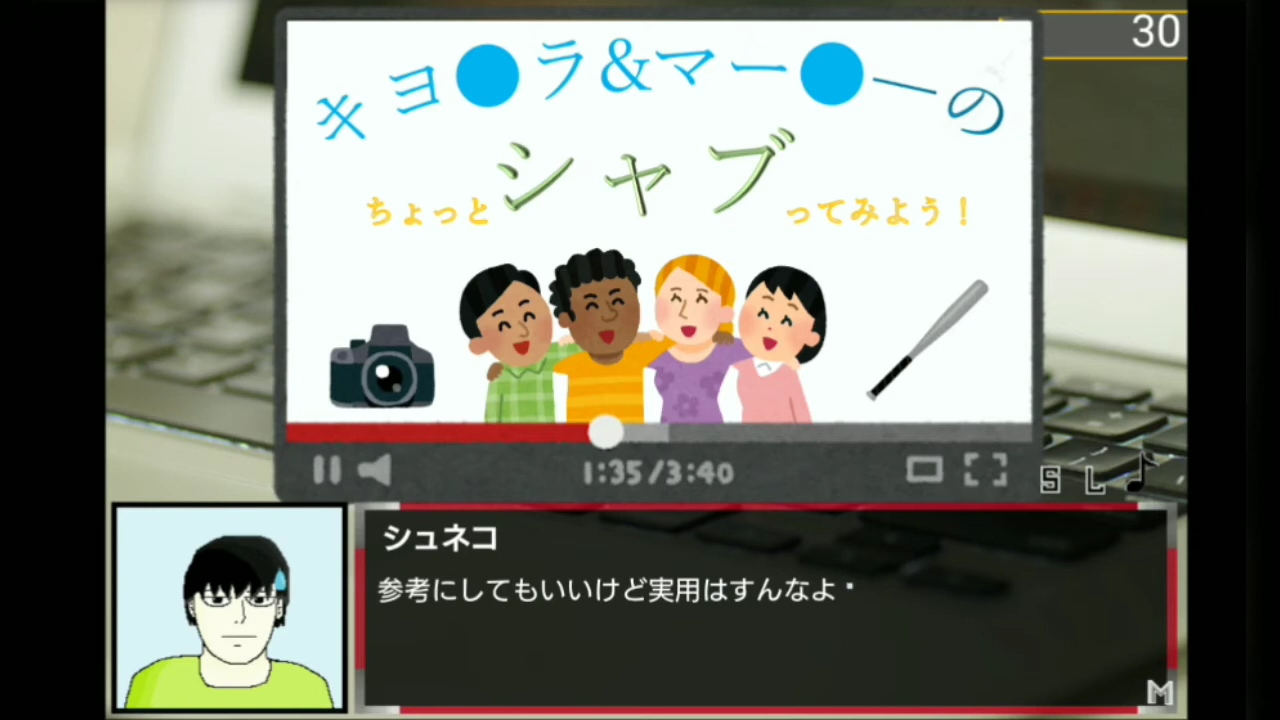 30
キヨ●ラ&マー●ーの
ちょっとシャブってみよう！
1:35/3:40
S L ♪
シュネコ
参考にしてもいいけど実用はすんなよ・
M